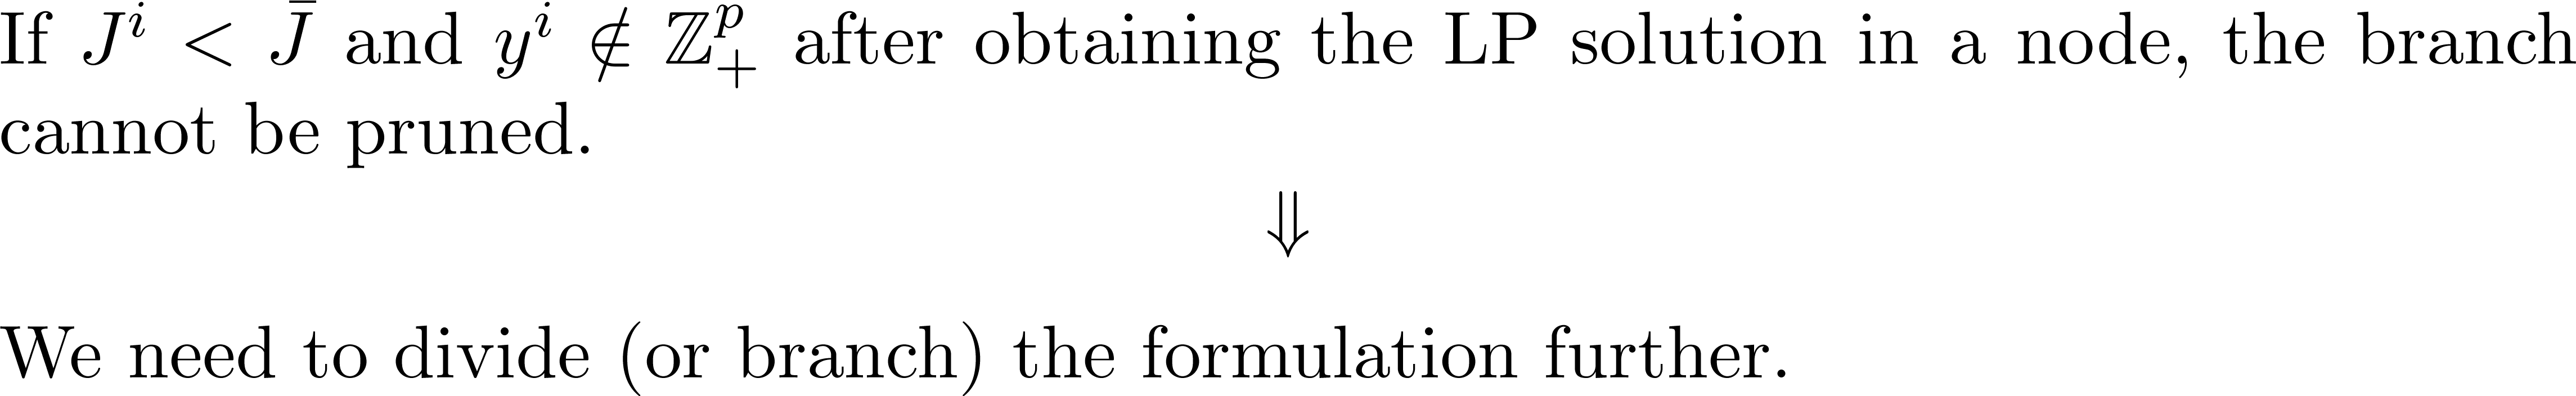 If $J^i < \bar{J}$ and $y^i \notin \mathbb{Z}_+^p$ after obtaining the LP solution in a node, the branch
cannot be pruned.
⇓
We need to divide (or branch) the formulation further.